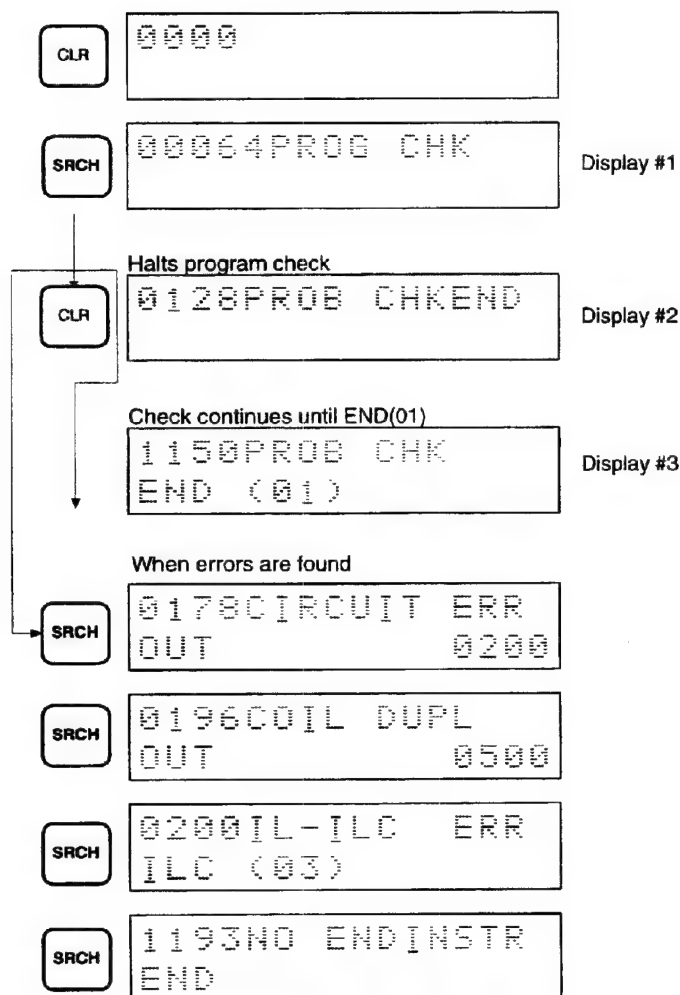 CLR
0000
SRCH
00064PROG CHK
Display #1
Halts program check
CLR
0128PROB CHKEND
Display #2
Check continues until END(01)
1150PROB CHK
END (01)
Display #3
When errors are found
SRCH
0178CIRCUIT ERR
OUT 0200
SRCH
0196COIL DUPL
OUT 0500
SRCH
0200IL-ILC ERR
ILC (03)
SRCH
1193NO ENDINSTR
END